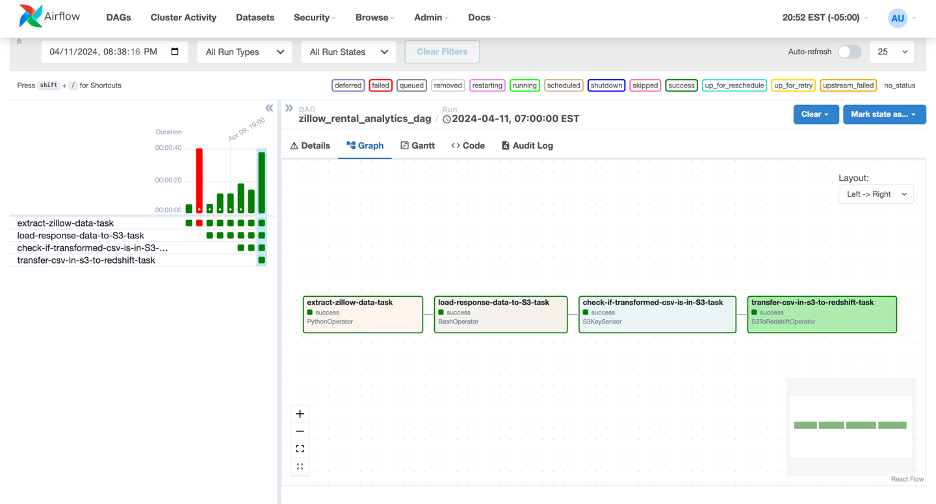 Airflow DAGs Cluster Activity Datasets Security Browse Admin Docs 20:52 EST (-05:00) AU
04/11/2024, 08:38:16 PM All Run Types All Run States Clear Filters Auto-refresh 25
Press shift + / for Shortcuts deferred failed queued removed restarting running scheduled shutdown skipped success up_for_reschedule up_for_retry upstream_failed no_status
DAG Run
zillow_rental_analytics_dag / 2024-04-11, 07:00:00 EST Clear Mark state as...
Details Graph Gantt Code Audit Log
Apr 09, 19:00
Duration
00:00:40
00:00:20
00:00:00
extract-zillow-data-task
load-response-data-to-S3-task
check-if-transformed-csv-is-in-S3-...
transfer-csv-in-s3-to-redshift-task
Layout:
Left -> Right
extract-zillow-data-task
success
PythonOperator
load-response-data-to-S3-task
success
BashOperator
check-if-transformed-csv-is-in-S3-task
success
S3KeySensor
transfer-csv-in-s3-to-redshift-task
success
S3ToRedshiftOperator
React Flow